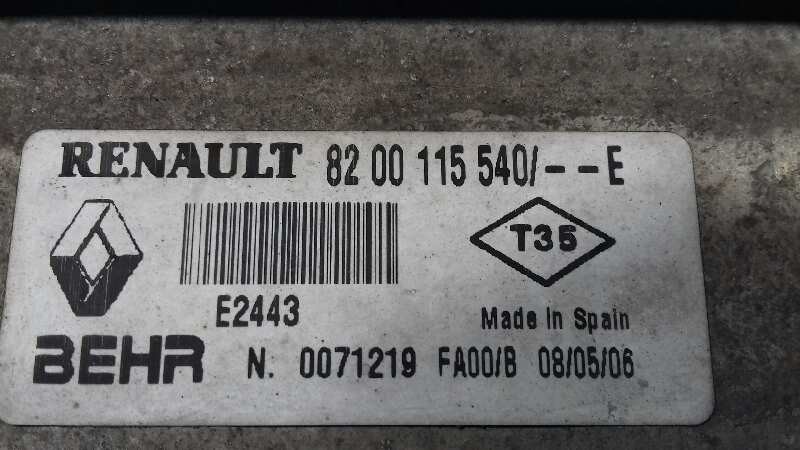 RENAULT 82 00 115 540/--E
T35
E2443
Made in Spain
BEHR N. 0071219 FA00/B 08/05/06